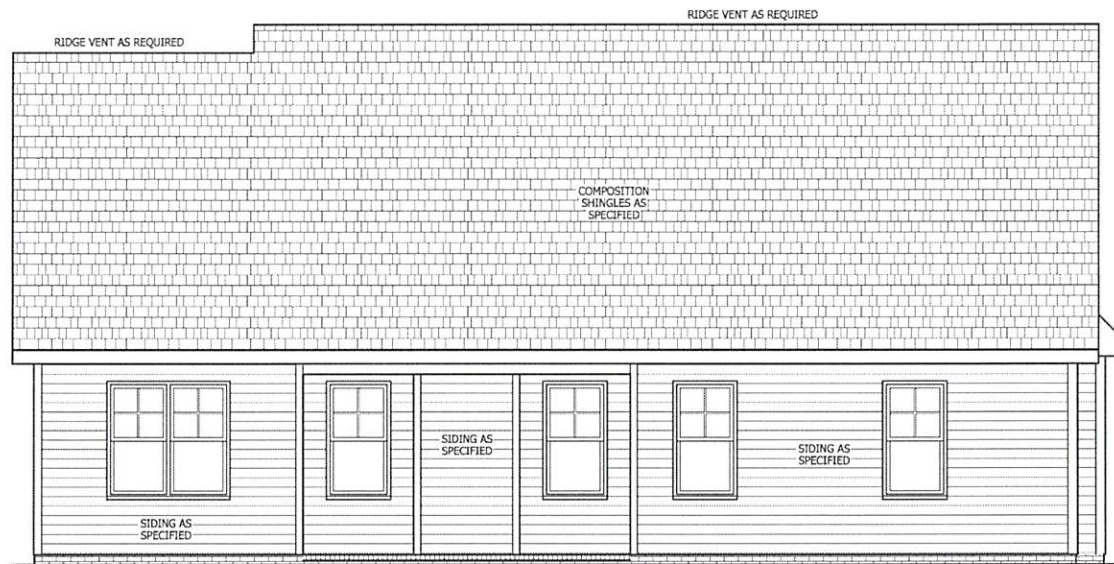 RIDGE VENT AS REQUIRED
RIDGE VENT AS REQUIRED
COMPOSITION
SHINGLES AS
SPECIFIED
SIDING AS
SPECIFIED
SIDING AS
SPECIFIED
SIDING AS
SPECIFIED